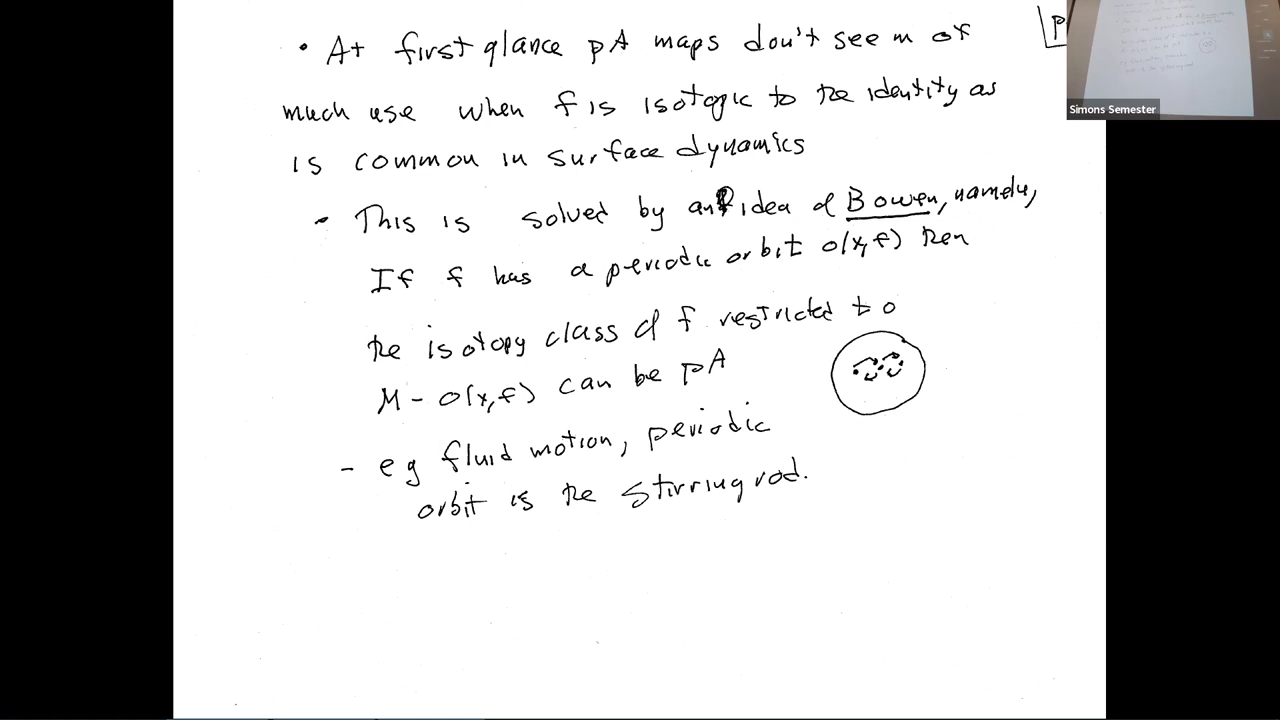 • At first glance pA maps don't seem of
much use when f is isotopic to the identity as
is common in surface dynamics
• This is solved by an idea of Bowen, namely,
If f has a periodic orbit o(x,f) then
the isotopy class of f restricted to
M - o(x,f) can be pA
- eg fluid motion, periodic
orbit is the stirring rod.
P
Simons Semester